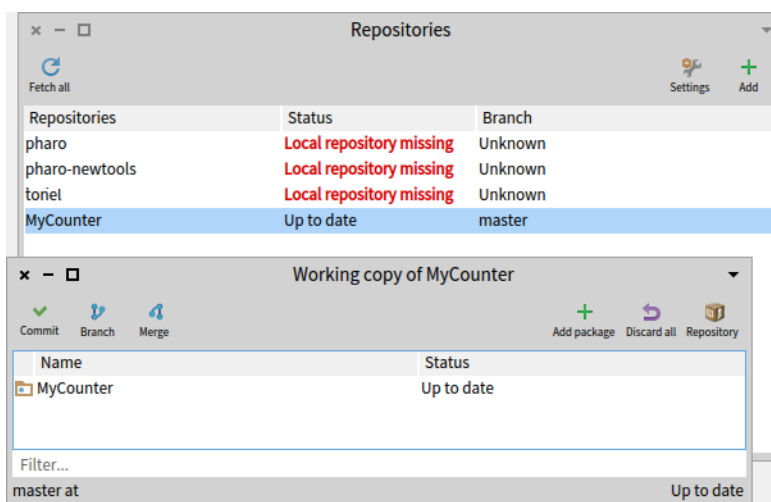 Repositories
Fetch all Settings Add
Repositories Status Branch
pharo Local repository missing Unknown
pharo-newtools Local repository missing Unknown
tonel Local repository missing Unknown
MyCounter Up to date master
Working copy of MyCounter
Commit Branch Merge Add package Discard all Repository
Name Status
MyCounter Up to date
Filter...
master at Up to date